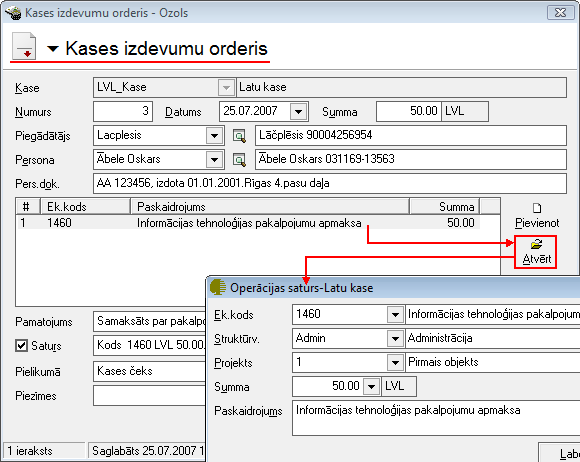 Kases izdevumu orderis - Ozols
Kases izdevumu orderis
Kase LVL_Kase Latu kase
Numurs 3 Datums 25.07.2007 Summa 50.00 LVL
Piegādātājs Lacplesis Lāčplēsis 90004256954
Persona Ābele Oskars Ābele Oskars 031169-13563
Pers.dok. AA 123456, izdota 01.01.2001.Rīgas 4.pasu daļa
# Ek.kods Paskaidrojums Summa
1 1460 Informācijas tehnoloģijas pakalpojumu apmaksa 50.00
Pievienot
Atvērt
Operācijas saturs-Latu kase
Ek.kods 1460 Informācijas tehnoloģijas pakalpojum
Struktūrv. Admin Administrācija
Projekts 1 Pirmais objekts
Summa 50.00 LVL
Paskaidrojums Informācijas tehnoloģijas pakalpojumu apmaksa
Labo
Pamatojums Samaksāts par pakalpo
Saturs Kods 1460 LVL 50.00.
Pielikumā Kases čeks
Piezīmes
1 ieraksts Saglabāts 25.07.2007 1